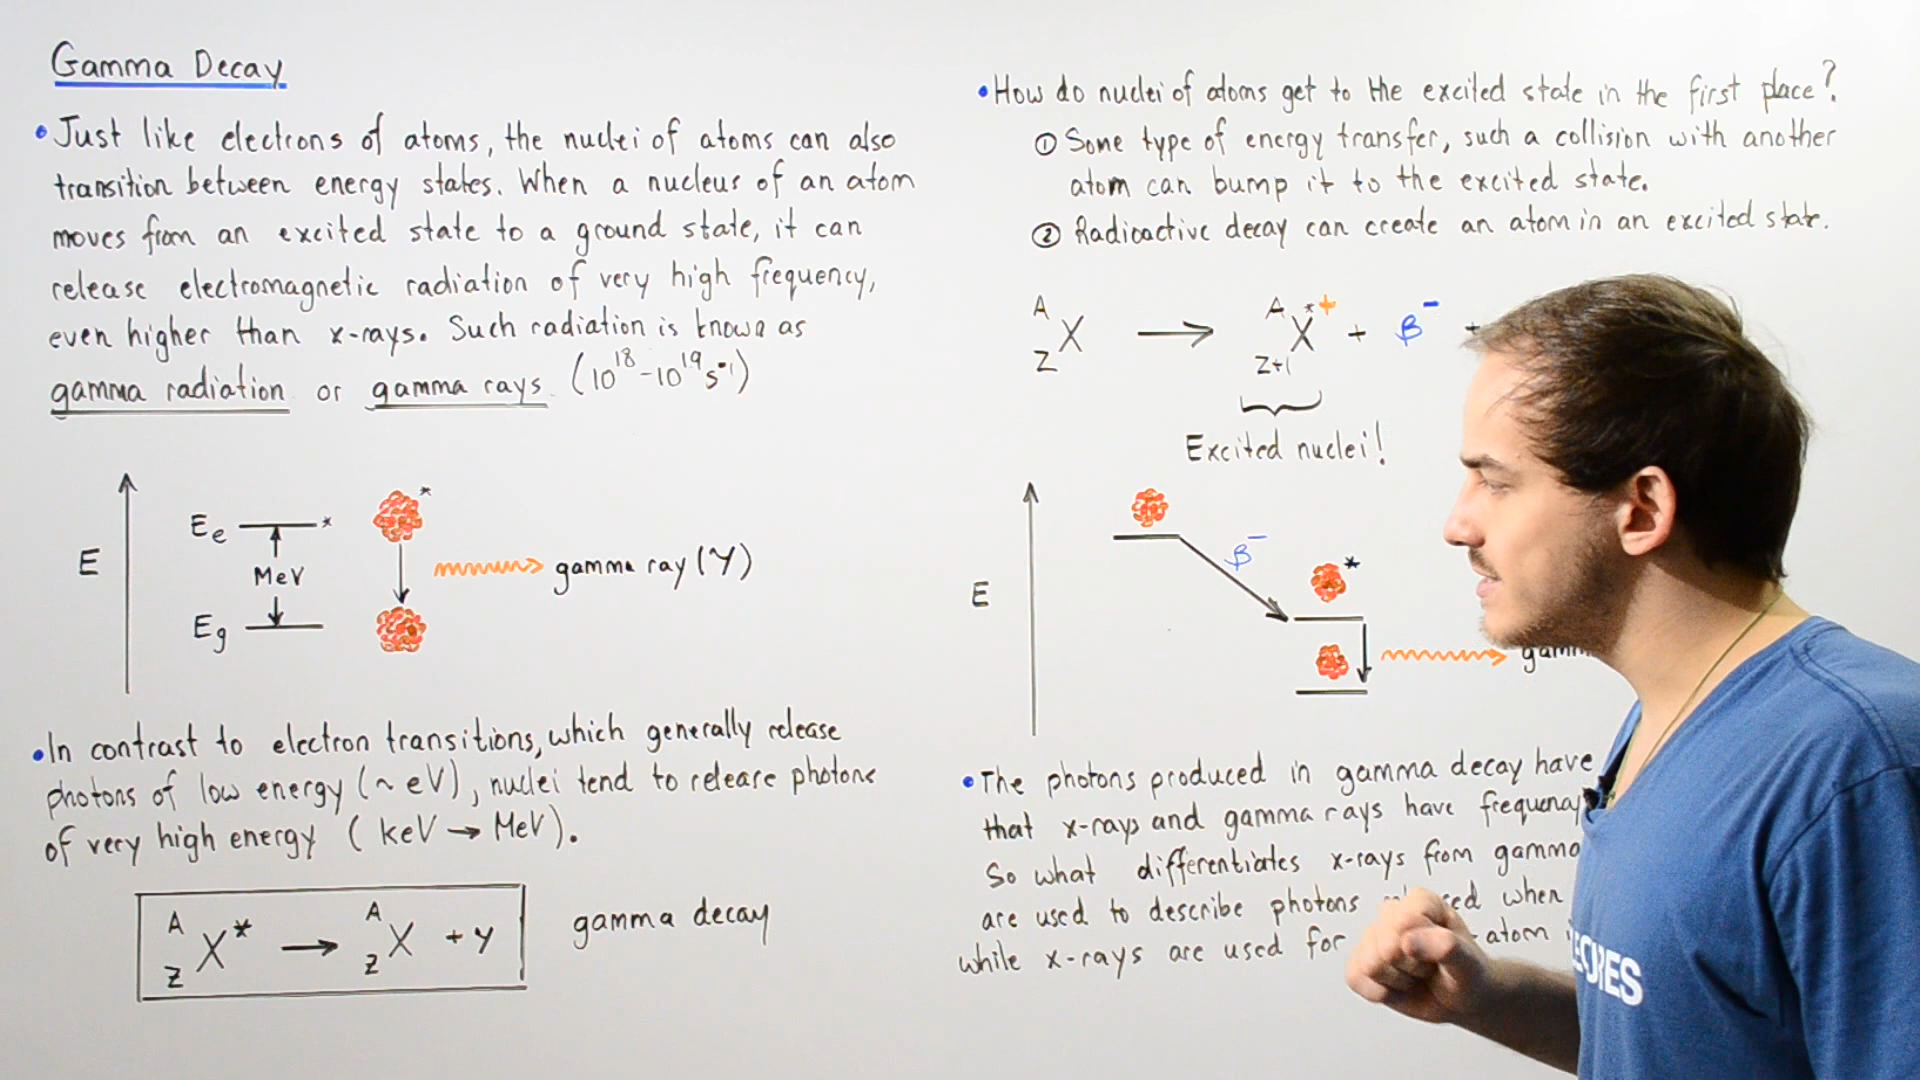 Gamma Decay
• Just like electrons of atoms, the nuclei of atoms can also
transition between energy states. When a nucleus of an atom
moves from an excited state to a ground state, it can
release electromagnetic radiation of very high frequency,
even higher than x-rays. Such radiation is known as
gamma radiation or gamma rays. (10¹⁸-10¹⁹s⁻¹)
E
Ee *
MeV
Eg
*
gamma ray (γ)
• In contrast to electron transitions, which generally release
photons of low energy (~eV), nuclei tend to release photons
of very high energy (keV → MeV).
A Z X* → A Z X + γ
gamma decay
• How do nuclei of atoms get to the excited state in the first place?
① Some type of energy transfer, such a collision with another
atom can bump it to the excited state.
② Radioactive decay can create an atom in an excited state.
A Z X → A Z+1 X*+ + β⁻ +
Excited nuclei!
E
β⁻
*
• The photons produced in gamma decay have
that x-rays and gamma rays have
So what differentiates x-rays from
are used to describe photons when
while x-rays are used for -atom